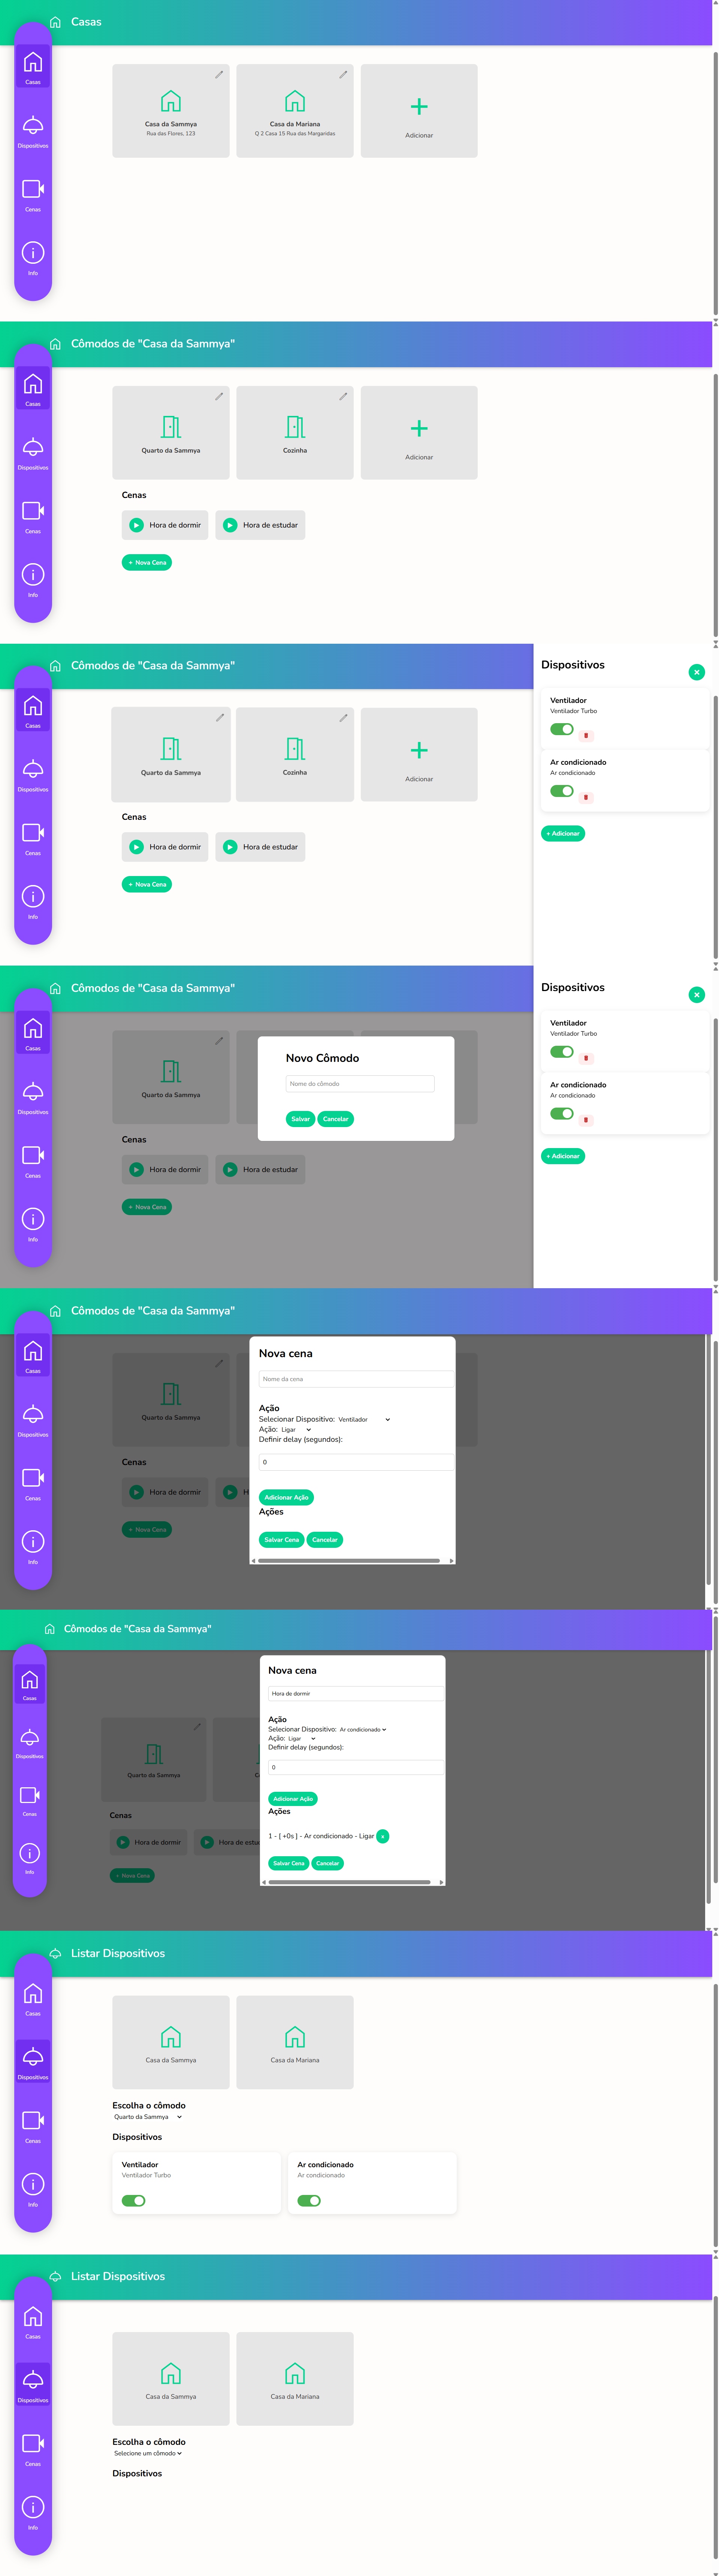 Casas
Casas
Dispositivos
Cenas
Info
Casa da Sammya
Rua das Flores, 123
Casa da Mariana
Q 2 Casa 15 Rua das Margaridas
Adicionar
Cômodos de "Casa da Sammya"
Casas
Dispositivos
Cenas
Info
Quarto da Sammya
Cozinha
Adicionar
Cenas
Hora de dormir
Hora de estudar
+ Nova Cena
Cômodos de "Casa da Sammya"
Casas
Dispositivos
Cenas
Info
Quarto da Sammya
Cozinha
Adicionar
Cenas
Hora de dormir
Hora de estudar
+ Nova Cena
Dispositivos
Ventilador
Ventilador Turbo
Ar condicionado
Ar condicionado
+ Adicionar
Cômodos de "Casa da Sammya"
Casas
Dispositivos
Cenas
Info
Quarto da Sammya
Cenas
Hora de dormir
Hora de estudar
+ Nova Cena
Novo Cômodo
Nome do cômodo
Salvar
Cancelar
Dispositivos
Ventilador
Ventilador Turbo
Ar condicionado
Ar condicionado
+ Adicionar
Cômodos de "Casa da Sammya"
Casas
Dispositivos
Cenas
Info
Quarto da Sammya
Cenas
Hora de dormir
H
+ Nova Cena
Nova cena
Nome da cena
Ação
Selecionar Dispositivo: Ventilador
Ação: Ligar
Definir delay (segundos):
0
Adicionar Ação
Ações
Salvar Cena
Cancelar
Cômodos de "Casa da Sammya"
Casas
Dispositivos
Cenas
Info
Quarto da Sammya
C
Cenas
Hora de dormir
Hora de estu
+ Nova Cena
Nova cena
Hora de dormir
Ação
Selecionar Dispositivo: Ar condicionado
Ação: Ligar
Definir delay (segundos):
0
Adicionar Ação
Ações
1 - [ +0s ] - Ar condicionado - Ligar x
Salvar Cena
Cancelar
Listar Dispositivos
Casas
Dispositivos
Cenas
Info
Casa da Sammya
Casa da Mariana
Escolha o cômodo
Quarto da Sammya
Dispositivos
Ventilador
Ventilador Turbo
Ar condicionado
Ar condicionado
Listar Dispositivos
Casas
Dispositivos
Cenas
Info
Casa da Sammya
Casa da Mariana
Escolha o cômodo
Selecione um cômodo
Dispositivos